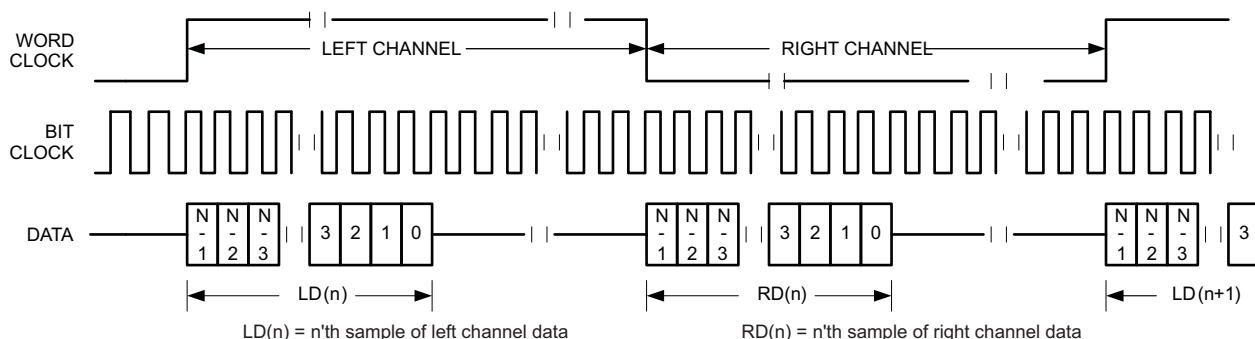 WORD
CLOCK
LEFT CHANNEL
RIGHT CHANNEL
BIT
CLOCK
DATA
N-1 N-2 N-3 3 2 1 0 N-1 N-2 N-3 3 2 1 0 N-1 N-2 N-3 3
LD(n) RD(n) LD(n+1)
LD(n) = n'th sample of left channel data
RD(n) = n'th sample of right channel data